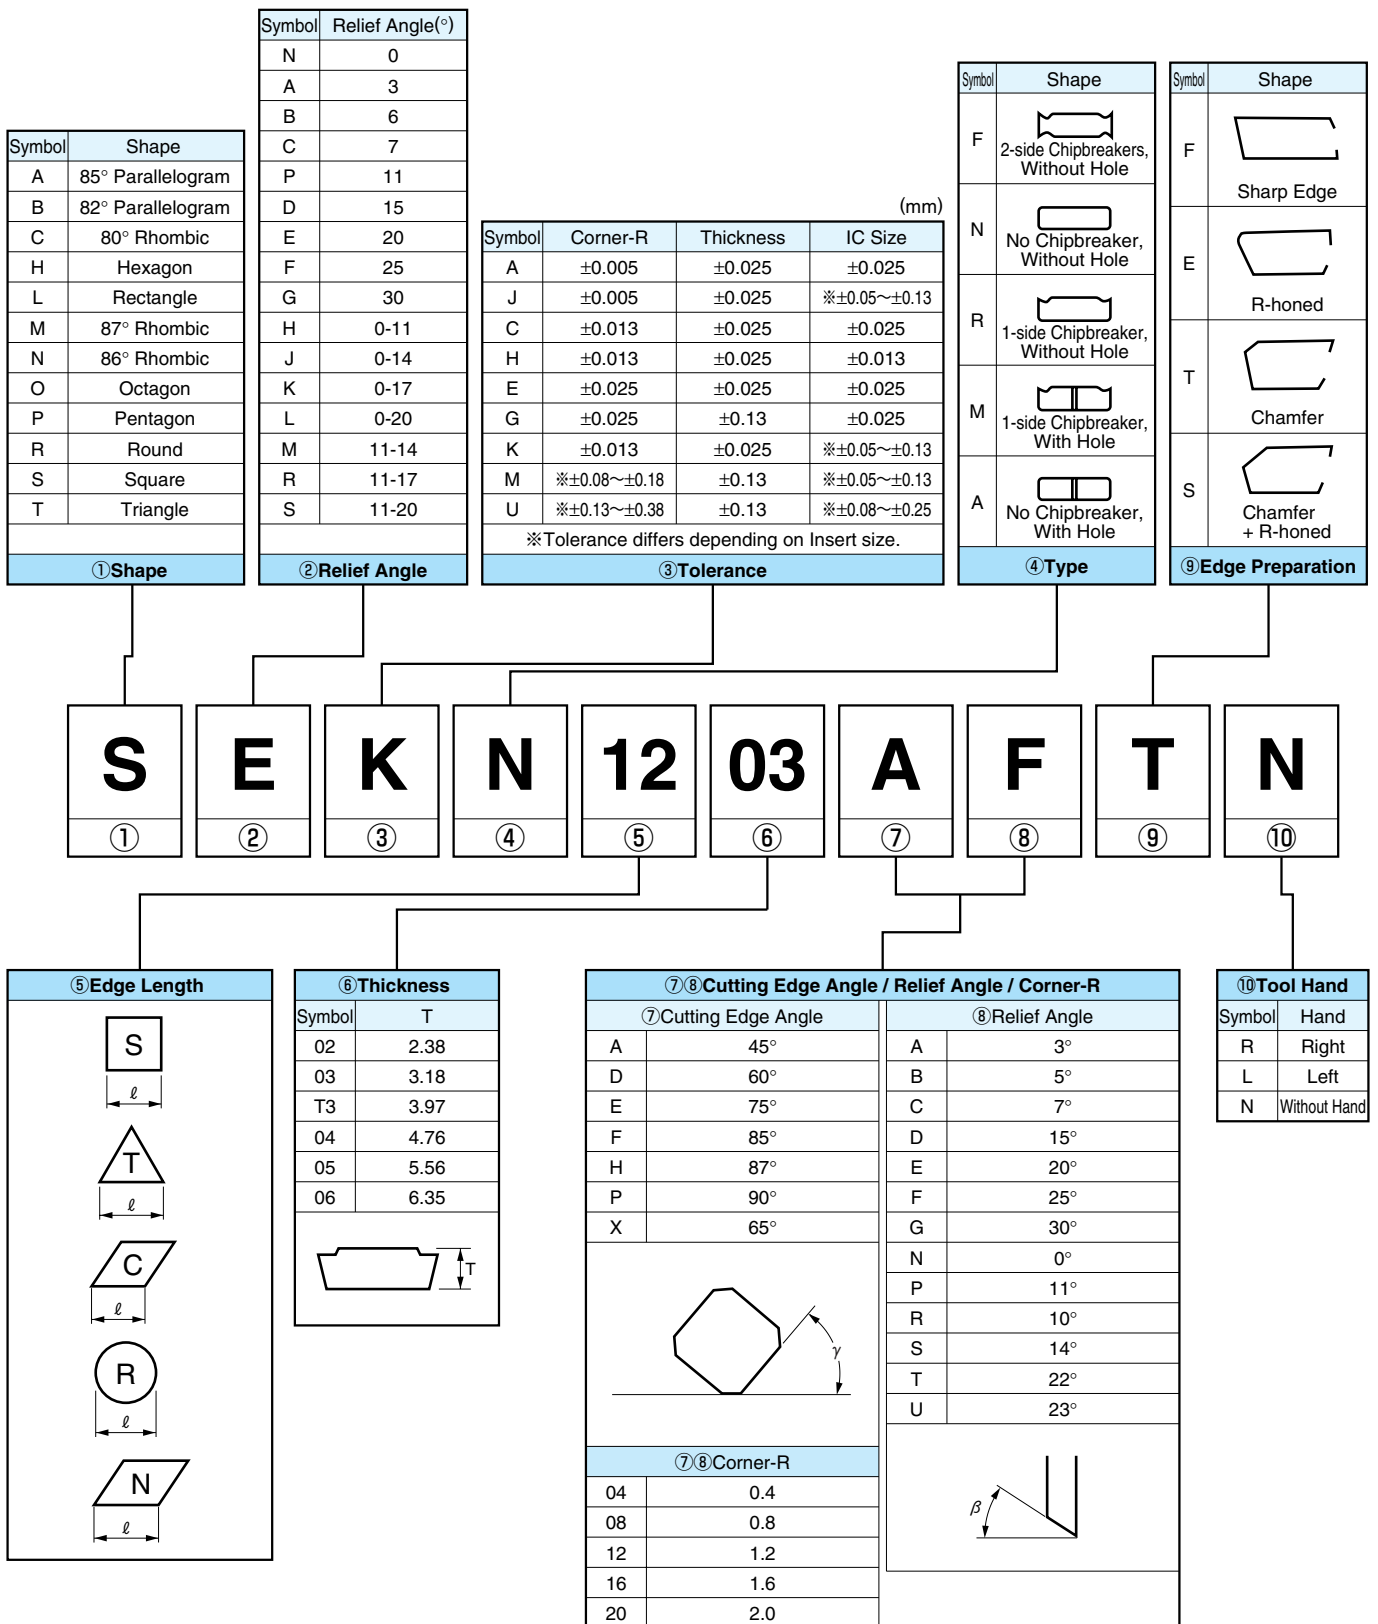 Symbol Shape
A 85° Parallelogram
B 82° Parallelogram
C 80° Rhombic
H Hexagon
L Rectangle
M 87° Rhombic
N 86° Rhombic
O Octagon
P Pentagon
R Round
S Square
T Triangle
①Shape
Symbol Relief Angle(°)
N 0
A 3
B 6
C 7
P 11
D 15
E 20
F 25
G 30
H 0-11
J 0-14
K 0-17
L 0-20
M 11-14
R 11-17
S 11-20
②Relief Angle
(mm)
Symbol Corner-R Thickness IC Size
A ±0.005 ±0.025 ±0.025
J ±0.005 ±0.025 ※±0.05～±0.13
C ±0.013 ±0.025 ±0.025
H ±0.013 ±0.025 ±0.013
E ±0.025 ±0.025 ±0.025
G ±0.025 ±0.13 ±0.025
K ±0.013 ±0.025 ※±0.05～±0.13
M ※±0.08～±0.18 ±0.13 ※±0.05～±0.13
U ※±0.13～±0.38 ±0.13 ※±0.08～±0.25
※Tolerance differs depending on Insert size.
③Tolerance
Symbol Shape
F
2-side Chipbreakers,
Without Hole
N
No Chipbreaker,
Without Hole
R
1-side Chipbreaker,
Without Hole
M
1-side Chipbreaker,
With Hole
A
No Chipbreaker,
With Hole
④Type
Symbol Shape
F
Sharp Edge
E
R-honed
T
Chamfer
S
Chamfer
+ R-honed
⑨Edge Preparation
S E K N 12 03 A F T N
① ② ③ ④ ⑤ ⑥ ⑦ ⑧ ⑨ ⑩
⑤Edge Length
S
ℓ
T
ℓ
C
ℓ
R
ℓ
N
ℓ
⑥Thickness
Symbol T
02 2.38
03 3.18
T3 3.97
04 4.76
05 5.56
06 6.35
T
⑦⑧Cutting Edge Angle / Relief Angle / Corner-R
⑦Cutting Edge Angle
A 45°
D 60°
E 75°
F 85°
H 87°
P 90°
X 65°
γ
⑦⑧Corner-R
04 0.4
08 0.8
12 1.2
16 1.6
20 2.0
⑧Relief Angle
A 3°
B 5°
C 7°
D 15°
E 20°
F 25°
G 30°
N 0°
P 11°
R 10°
S 14°
T 22°
U 23°
β
⑩Tool Hand
Symbol Hand
R Right
L Left
N Without Hand